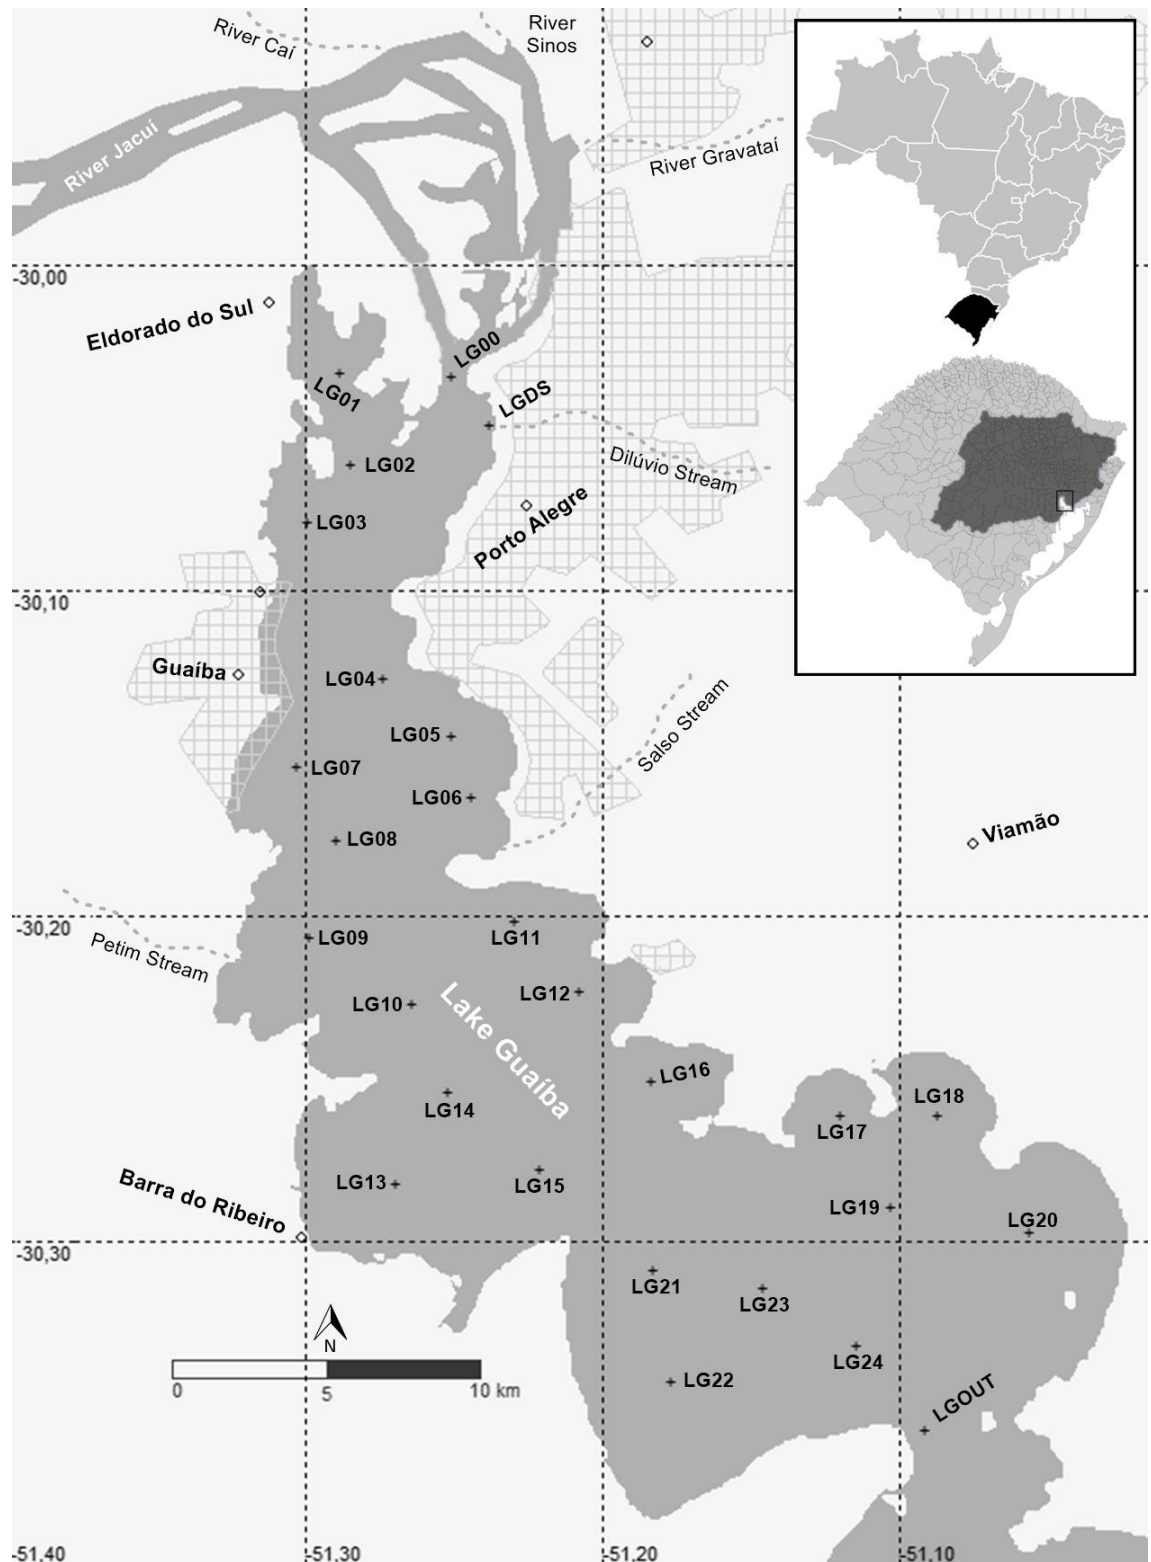 River Caí
River
Sinos
River Jacuí
River Gravataí
-30,00
Eldorado do Sul
LG00
LG01
LGDS
Dilúvio Stream
LG02
Porto Alegre
LG03
-30,10
Guaíba
LG04
Salso Stream
LG05
LG07
LG06
Viamão
LG08
-30,20
Petim Stream
LG09
LG11
LG12
LG10
Lake Guaíba
LG16
LG14
LG18
LG17
LG13
LG15
Barra do Ribeiro
LG19
LG20
-30,30
LG21
LG23
N
LG24
LG22
0
5
10 km
LGOUT
-51,40
-51,30
-51,20
-51,10